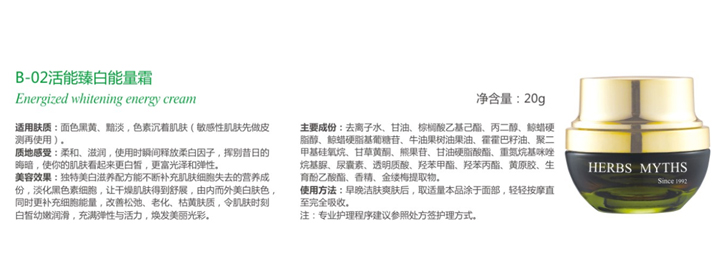 B-02活能臻白能量霜
Energized whitening energy cream
适用肤质：面色黑黄、黯淡，色素沉着肌肤（敏感性肌肤先做皮
测再使用）。
质地感受：柔和、滋润，使用时瞬间释放柔白因子，挥别昔日的
晦暗，使你的肌肤看起来更白皙，更富光泽和弹性。
美容效果：独特美白滋养配方能不断补充肌肤细胞失去的营养成
份，淡化黑色素细胞，让干燥肌肤得到舒展，由内而外美白肤色，
同时更补充细胞能量，改善松弛、老化、枯黄肤质，令肌肤时刻
白皙幼嫩润滑，充满弹性与活力，焕发美丽光彩。
净含量：20g
主要成份：去离子水、甘油、棕榈酸乙基己酯、丙二醇、鲸蜡硬
脂醇、鲸蜡硬脂基葡糖苷、牛油果树油果油、霍霍巴籽油、聚二
甲基硅氧烷、甘草黄酮、熊果苷、甘油硬脂酸酯、重氮烷基咪唑
烷基脲、尿囊素、透明质酸、羟苯甲酯、羟苯丙酯、黄原胶、生
育酚乙酸酯、香精、金缕梅提取物。
使用方法：早晚洁肤爽肤后，取适量本品涂于面部，轻轻按摩直
至完全吸收。
注：专业护理程序建议参照处方签护理方式。
HERBS MYTHS
Since 1992